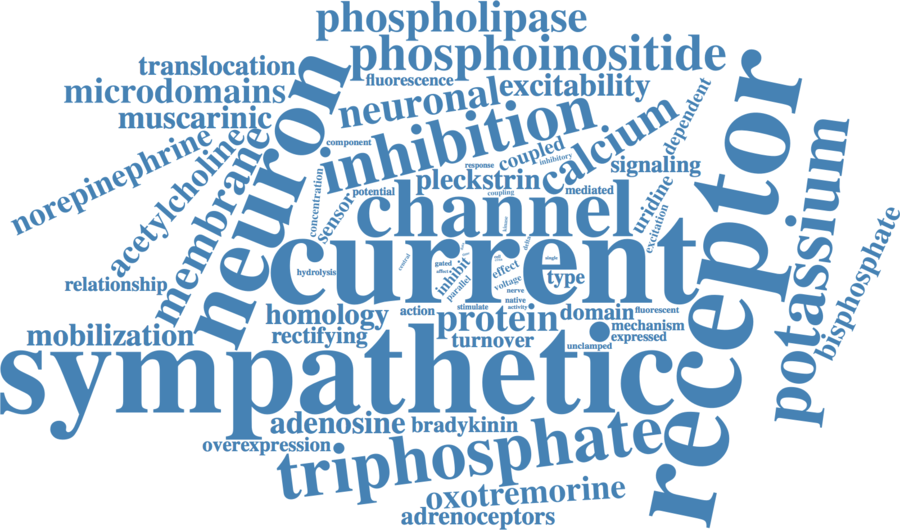 phospholipase
phosphoinositide
translocation
fluorescence
microdomains
neuronal
excitability
muscarinic
neuron
inhibition
calcium
dependent
receptor
component
response
coupled
inhibitory
signaling
norepinephrine
acetylcholine
membrane
concentration
sensor
potential
pleckstrin
coupling
mediated
uridine
excitation
potassium
bisphosphate
channel
current
relationship
hydrolysis
central
gated
inhibit
parallel
effect
voltage
single
type
nerve
native
activity
stimulate
action
homology
protein
domain
fluorescent
mobilization
rectifying
turnover
mechanism
expressed
unclamped
sympathetic
adenosine
bradykinin
overexpression
triphosphate
oxotremorine
adrenoceptors